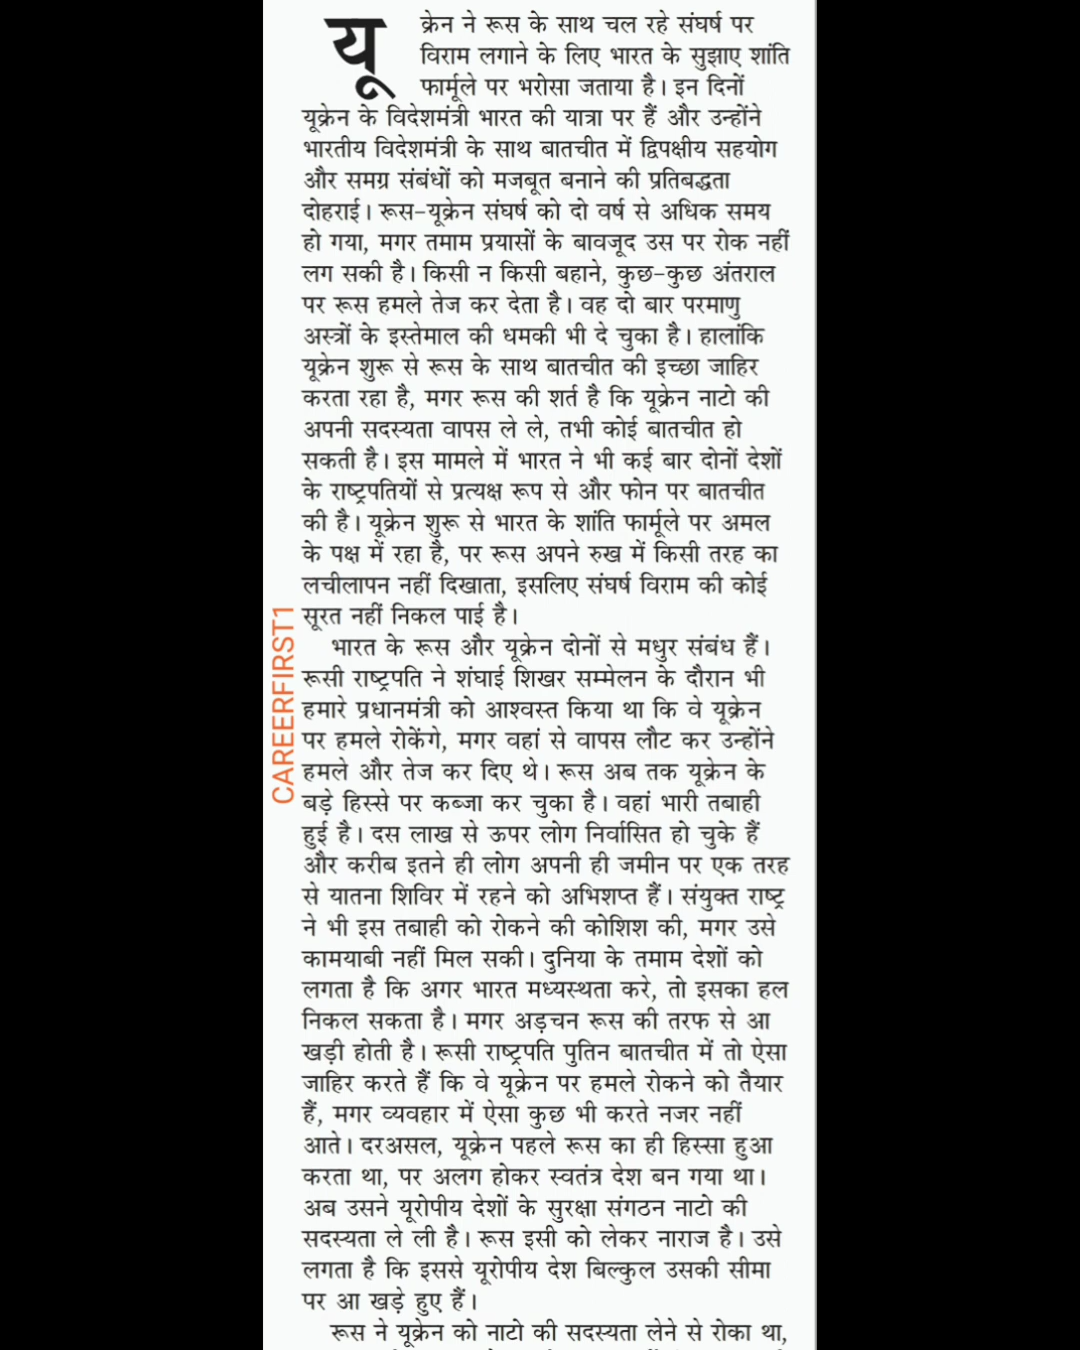 यूक्रेन ने रूस के साथ चल रहे संघर्ष पर
विराम लगाने के लिए भारत के सुझाए शांति
फार्मूले पर भरोसा जताया है। इन दिनों
यूक्रेन के विदेशमंत्री भारत की यात्रा पर हैं और उन्होंने
भारतीय विदेशमंत्री के साथ बातचीत में द्विपक्षीय सहयोग
और समग्र संबंधों को मजबूत बनाने की प्रतिबद्धता
दोहराई। रूस-यूक्रेन संघर्ष को दो वर्ष से अधिक समय
हो गया, मगर तमाम प्रयासों के बावजूद उस पर रोक नहीं
लग सकी है। किसी न किसी बहाने, कुछ-कुछ अंतराल
पर रूस हमले तेज कर देता है। वह दो बार परमाणु
अस्त्रों के इस्तेमाल की धमकी भी दे चुका है। हालांकि
यूक्रेन शुरू से रूस के साथ बातचीत की इच्छा जाहिर
करता रहा है, मगर रूस की शर्त है कि यूक्रेन नाटो की
अपनी सदस्यता वापस ले ले, तभी कोई बातचीत हो
सकती है। इस मामले में भारत ने भी कई बार दोनों देशों
के राष्ट्रपतियों से प्रत्यक्ष रूप से और फोन पर बातचीत
की है। यूक्रेन शुरू से भारत के शांति फार्मूले पर अमल
के पक्ष में रहा है, पर रूस अपने रुख में किसी तरह का
लचीलापन नहीं दिखाता, इसलिए संघर्ष विराम की कोई
सूरत नहीं निकल पाई है।
भारत के रूस और यूक्रेन दोनों से मधुर संबंध हैं।
रूसी राष्ट्रपति ने शंघाई शिखर सम्मेलन के दौरान भी
हमारे प्रधानमंत्री को आश्वस्त किया था कि वे यूक्रेन
पर हमले रोकेंगे, मगर वहां से वापस लौट कर उन्होंने
हमले और तेज कर दिए थे। रूस अब तक यूक्रेन के
बड़े हिस्से पर कब्जा कर चुका है। वहां भारी तबाही
हुई है। दस लाख से ऊपर लोग निर्वासित हो चुके हैं
और करीब इतने ही लोग अपनी ही जमीन पर एक तरह
से यातना शिविर में रहने को अभिशप्त हैं। संयुक्त राष्ट्र
ने भी इस तबाही को रोकने की कोशिश की, मगर उसे
कामयाबी नहीं मिल सकी। दुनिया के तमाम देशों को
लगता है कि अगर भारत मध्यस्थता करे, तो इसका हल
निकल सकता है। मगर अड़चन रूस की तरफ से आ
खड़ी होती है। रूसी राष्ट्रपति पुतिन बातचीत में तो ऐसा
जाहिर करते हैं कि वे यूक्रेन पर हमले रोकने को तैयार
हैं, मगर व्यवहार में ऐसा कुछ भी करते नजर नहीं
आते। दरअसल, यूक्रेन पहले रूस का ही हिस्सा हुआ
करता था, पर अलग होकर स्वतंत्र देश बन गया था।
अब उसने यूरोपीय देशों के सुरक्षा संगठन नाटो की
सदस्यता ले ली है। रूस इसी को लेकर नाराज है। उसे
लगता है कि इससे यूरोपीय देश बिल्कुल उसकी सीमा
पर आ खड़े हुए हैं।
रूस ने यूक्रेन को नाटो की सदस्यता लेने से रोका था,
CAREERFIRST1